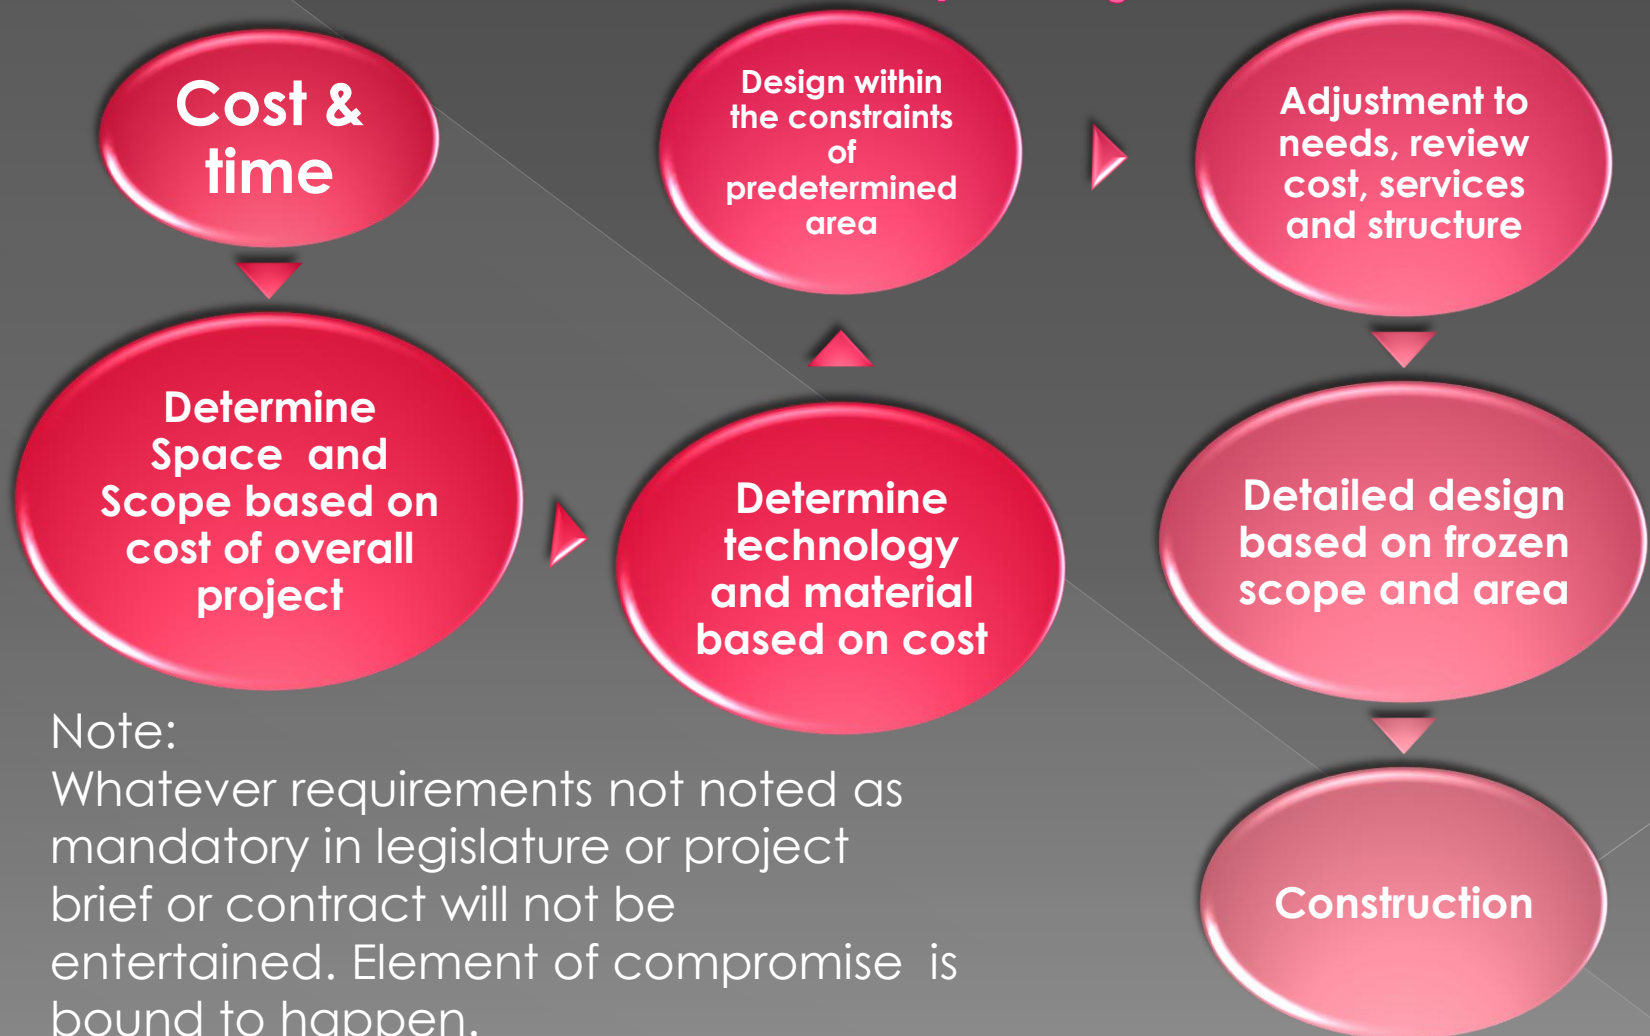 Cost &
time
Determine
Space and
Scope based on
cost of overall
project
Determine
technology
and material
based on cost
Design within
the constraints
of
predetermined
area
Adjustment to
needs, review
cost, services
and structure
Detailed design
based on frozen
scope and area
Construction
Note:
Whatever requirements not noted as
mandatory in legislature or project
brief or contract will not be
entertained. Element of compromise is
bound to happen.